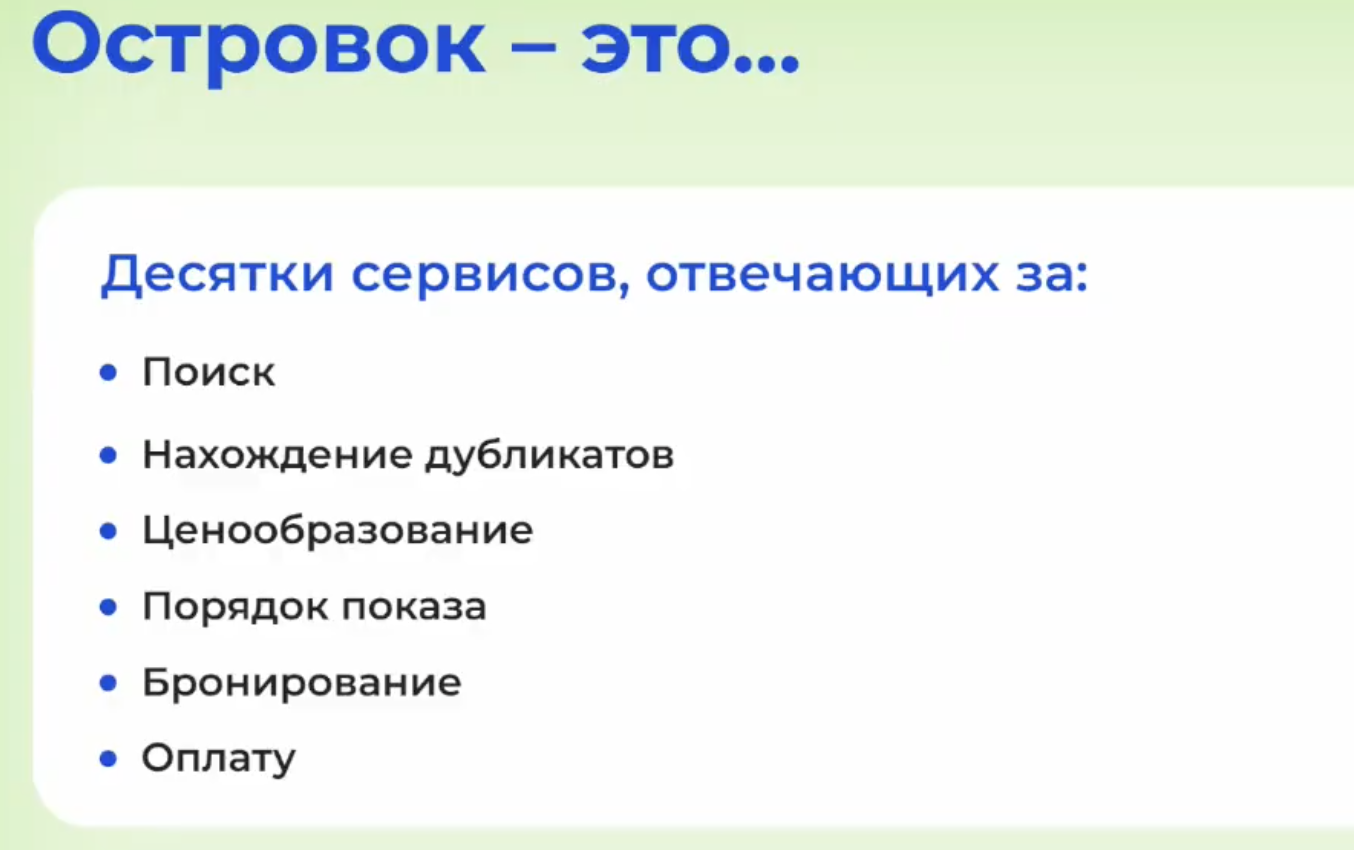 Островок – это...
Десятки сервисов, отвечающих за:
• Поиск
• Нахождение дубликатов
• Ценообразование
• Порядок показа
• Бронирование
• Оплату